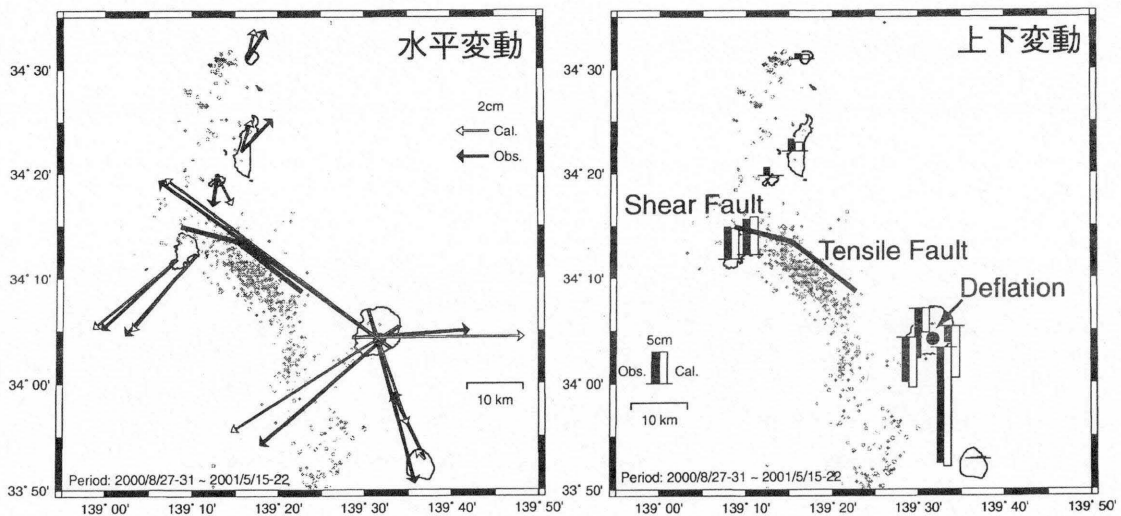 水平変動
34° 30'
34° 20'
34° 10'
34° 00'
33° 50'
2cm
Cal.
Obs.
10 km
Period: 2000/8/27-31 ~ 2001/5/15-22
139° 00'
139° 10'
139° 20'
139° 30'
139° 40'
139° 50'
上下変動
34° 30'
34° 20'
34° 10'
34° 00'
33° 50'
Shear Fault
Tensile Fault
Deflation
5cm
Obs.
Cal.
10 km
Period: 2000/8/27-31 ~ 2001/5/15-22
139° 00'
139° 10'
139° 20'
139° 30'
139° 40'
139° 50'